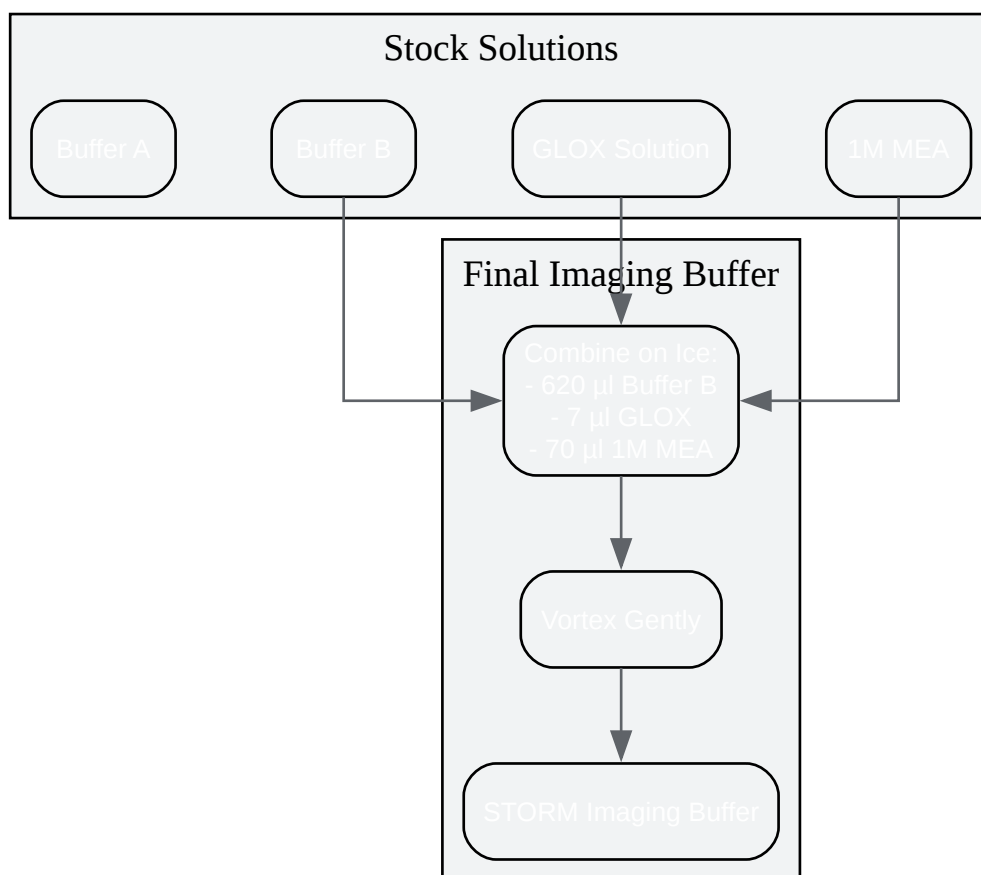 Stock Solutions
Buffer A
Buffer B
GLOX Solution
1M MEA
Final Imaging Buffer
Combine on Ice:
- 620 µl Buffer B
- 7 µl GLOX
- 70 µl 1M MEA
Vortex Gently
STORM Imaging Buffer